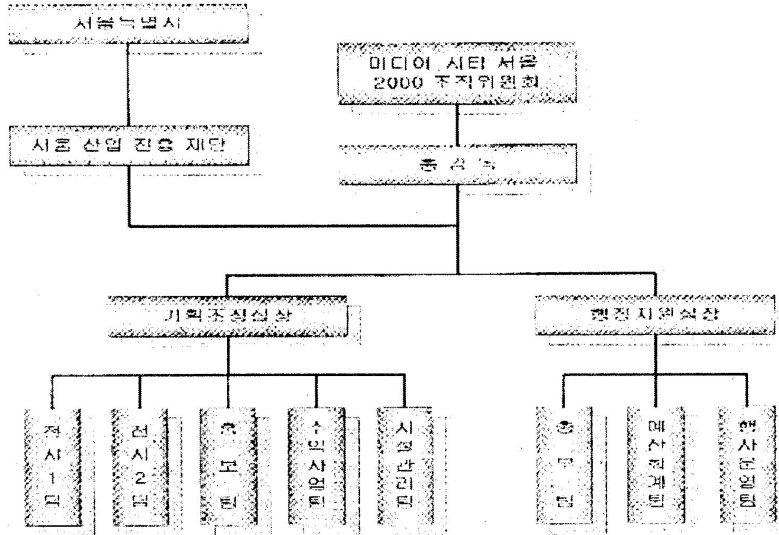 서울특별시
미디어 시티 서울
2000 조직위원회
서울 산업 진흥 재단
총 감 독
기획조정실장
행정지원실장
전시1팀
전시2팀
홍보팀
수익사업팀
시설관리팀
총무팀
예산회계팀
행사운영팀